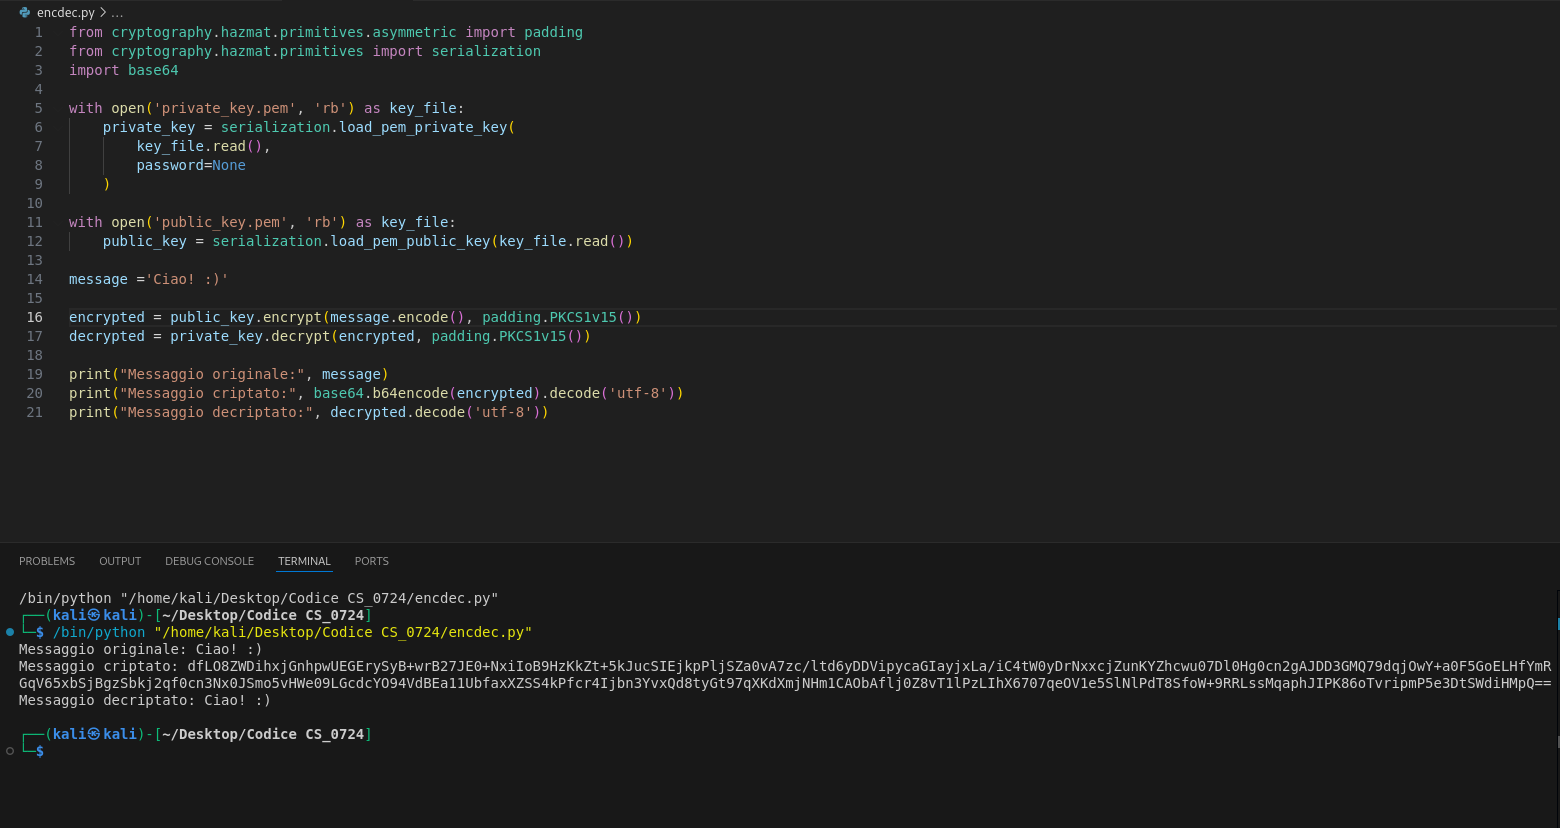 encdec.py > ...
1 from cryptography.hazmat.primitives.asymmetric import padding
2 from cryptography.hazmat.primitives import serialization
3 import base64
4
5 with open('private_key.pem', 'rb') as key_file:
6     private_key = serialization.load_pem_private_key(
7         key_file.read(),
8         password=None
9     )
10
11 with open('public_key.pem', 'rb') as key_file:
12     public_key = serialization.load_pem_public_key(key_file.read())
13
14 message ='Ciao! :)'
15
16 encrypted = public_key.encrypt(message.encode(), padding.PKCS1v15())
17 decrypted = private_key.decrypt(encrypted, padding.PKCS1v15())
18
19 print("Messaggio originale:", message)
20 print("Messaggio criptato:", base64.b64encode(encrypted).decode('utf-8'))
21 print("Messaggio decriptato:", decrypted.decode('utf-8'))
PROBLEMS OUTPUT DEBUG CONSOLE TERMINAL PORTS
/bin/python "/home/kali/Desktop/Codice CS_0724/encdec.py"
┌──(kali㉿kali)-[~/Desktop/Codice CS_0724]
└─$ /bin/python "/home/kali/Desktop/Codice CS_0724/encdec.py"
Messaggio originale: Ciao! :)
Messaggio criptato: dfLO8ZWDihxjGnhpwUEGErySyB+wrB27JE0+NxiIoB9HzKkZt+5kJucSIEjkpPljSZa0vA7zc/ltd6yDDVipycaGIayjxLa/iC4tW0yDrNxxcjZunKYZhcwu07Dl0Hg0cn2gAJDD3GMQ79dqjOwY+a0F5GoELHfYmR
GqV65xbSjBgzSbkj2qf0cn3Nx0JSmo5vHWe09LGcdcYO94VdBEa11UbfaxXZSS4kPfcr4Ijbn3YvxQd8tyGt97qXKdXmjNHm1CAObAflj0Z8vT1lPzLIhX6707qeOV1e5SlNlPdT8SfoW+9RRLssMqaphJIPK86oTvripmP5e3DtSWdiHMpQ==
Messaggio decriptato: Ciao! :)
┌──(kali㉿kali)-[~/Desktop/Codice CS_0724]
└─$